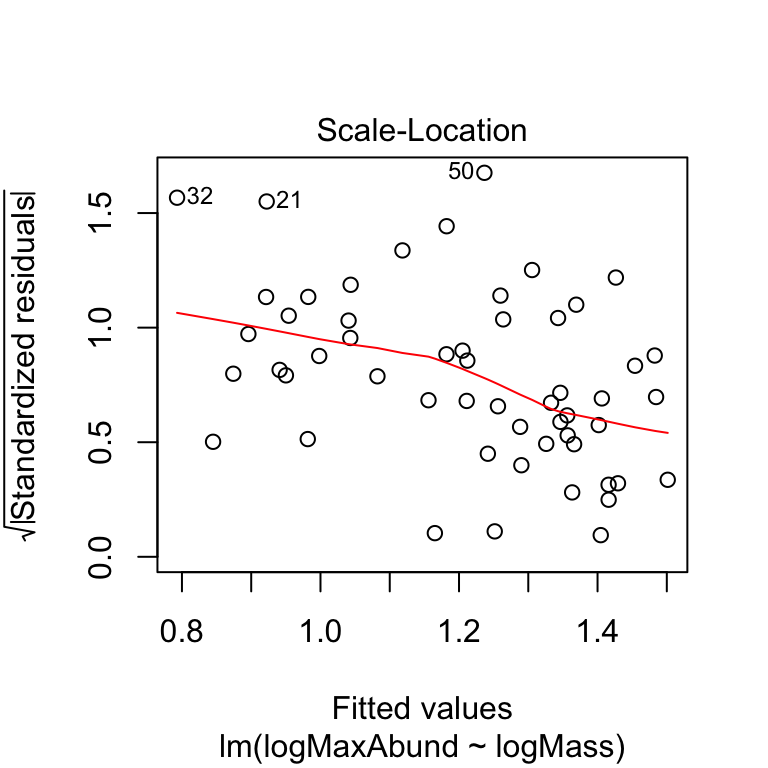 Scale-Location
√|Standardized residuals|
1.5
1.0
0.5
0.0
32
21
50
0.8 1.0 1.2 1.4
Fitted values
lm(logMaxAbund ~ logMass)